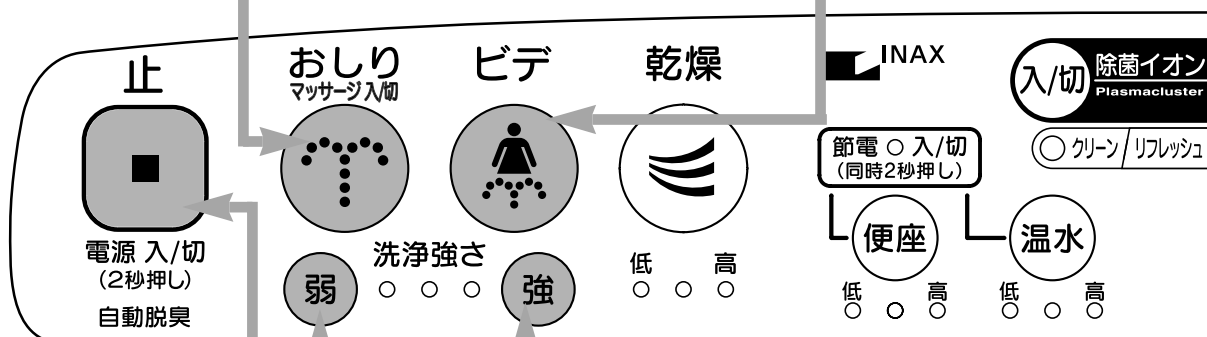 止
電源 入/切
(2秒押し)
自動脱臭
おしり
マッサージ入/切
ビデ
乾燥
弱
洗浄強さ
強
低 高
INAX
節電 入/切
(同時2秒押し)
便座
低 高
温水
低 高
入/切
除菌イオン
Plasmacluster
クリーン/リフレッシュ